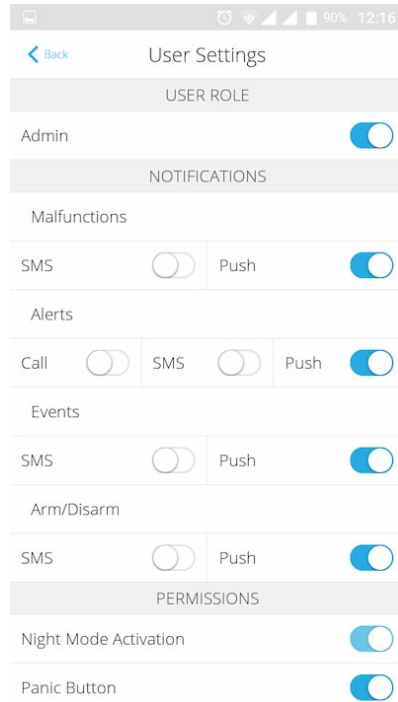 90% 12:16
Back User Settings
USER ROLE
Admin
NOTIFICATIONS
Malfunctions
SMS Push
Alerts
Call SMS Push
Events
SMS Push
Arm/Disarm
SMS Push
PERMISSIONS
Night Mode Activation
Panic Button